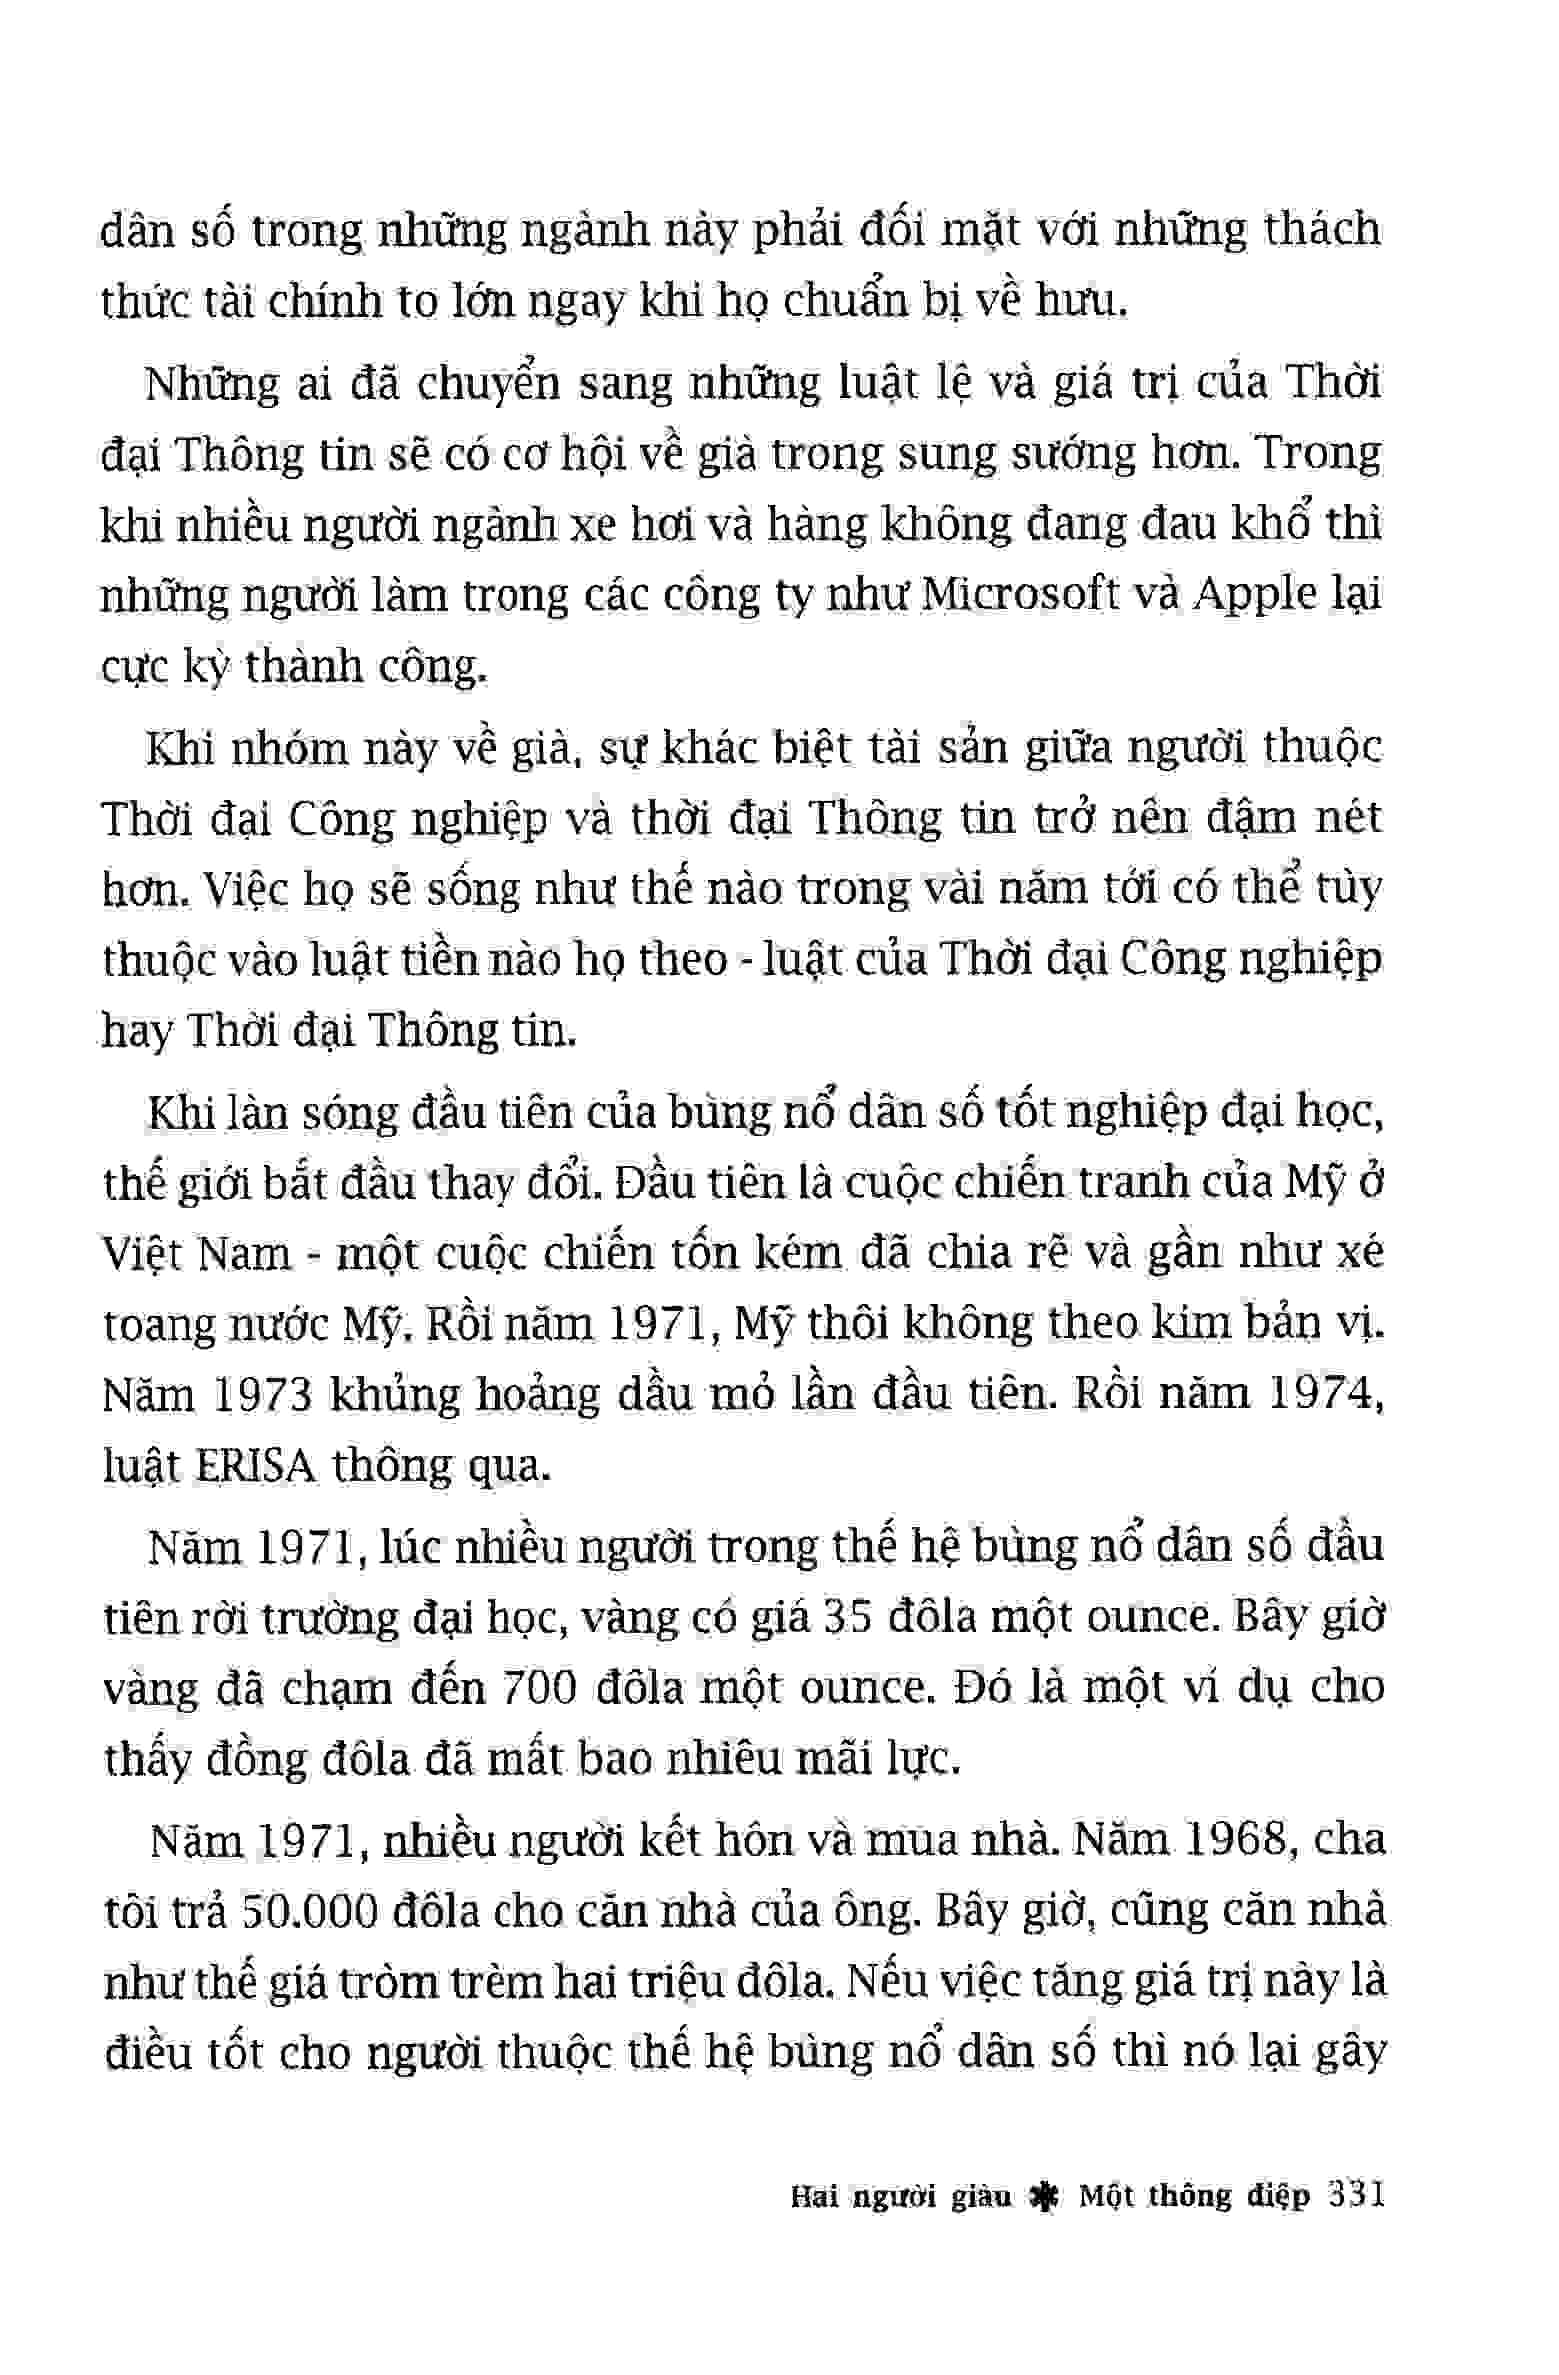 dân số trong những ngành này phải đối mặt với những thách
thức tài chính to lớn ngay khi họ chuẩn bị về hưu.
Những ai đã chuyển sang những luật lệ và giá trị của Thời
đại Thông tin sẽ có cơ hội về già trong sung sướng hơn. Trong
khi nhiều người ngành xe hơi và hàng không đang đau khổ thì
những người làm trong các công ty như Microsoft và Apple lại
cực kỳ thành công.
Khi nhóm này về già, sự khác biệt tài sản giữa người thuộc
Thời đại Công nghiệp và thời đại Thông tin trở nên đậm nét
hơn. Việc họ sẽ sống như thế nào trong vài năm tới có thể tùy
thuộc vào luật tiền nào họ theo - luật của Thời đại Công nghiệp
hay Thời đại Thông tin.
Khi làn sóng đầu tiên của bùng nổ dân số tốt nghiệp đại học,
thế giới bắt đầu thay đổi. Đầu tiên là cuộc chiến tranh của Mỹ ở
Việt Nam - một cuộc chiến tốn kém đã chia rẽ và gần như xé
toang nước Mỹ. Rồi năm 1971, Mỹ thôi không theo kim bản vị.
Năm 1973 khủng hoảng dầu mỏ lần đầu tiên. Rồi năm 1974,
luật ERISA thông qua.
Năm 1971, lúc nhiều người trong thế hệ bùng nổ dân số đầu
tiên rời trường đại học, vàng có giá 35 đôla một ounce. Bây giờ
vàng đã chạm đến 700 đôla một ounce. Đó là một ví dụ cho
thấy đồng đôla đã mất bao nhiêu mãi lực.
Năm 1971, nhiều người kết hôn và mua nhà. Năm 1968, cha
tôi trả 50.000 đôla cho căn nhà của ông. Bây giờ, cũng căn nhà
như thế giá tròm trèm hai triệu đôla. Nếu việc tăng giá trị này là
điều tốt cho người thuộc thế hệ bùng nổ dân số thì nó lại gây
Hai người giàu ✱ Một thông điệp 331